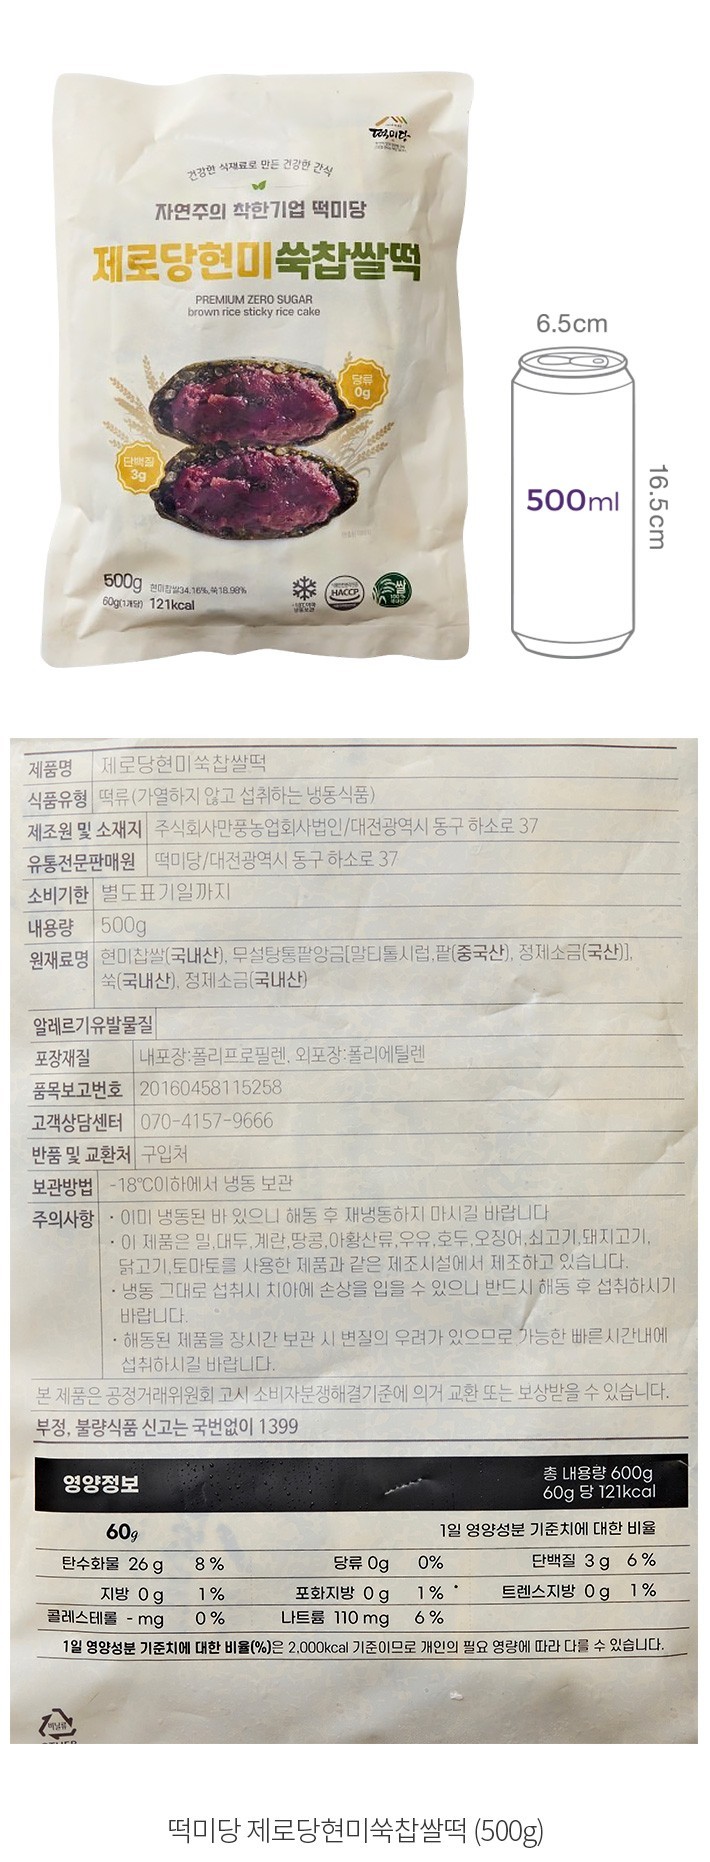 떡미당
건강한 식재료로 만든 건강한 간식
자연주의 착한기업 떡미당
제로당현미쑥찹쌀떡
PREMIUM ZERO SUGAR
brown rice sticky rice cake
당류
0g
단백질
3g
500g 현미찹쌀34.16%,쑥18.98%
60g(1개당) 121kcal
HACCP
쌀
100%
6.5cm
500ml
16.5cm
제품명 제로당현미쑥찹쌀떡
식품유형 떡류(가열하지 않고 섭취하는 냉동식품)
제조원 및 소재지 주식회사만풍농업회사법인/대전광역시 동구 하소로 37
유통전문판매원 떡미당/대전광역시 동구 하소로 37
소비기한 별도표기일까지
내용량 500g
원재료명 현미찹쌀(국내산), 무설탕통팥앙금[말티톨시럽,팥(중국산), 정제소금(국산)],
쑥(국내산), 정제소금(국내산)
알레르기유발물질
포장재질 내포장:폴리프로필렌, 외포장:폴리에틸렌
품목보고번호 20160458115258
고객상담센터 070-4157-9666
반품 및 교환처 구입처
보관방법 -18℃이하에서 냉동 보관
주의사항 · 이미 냉동된 바 있으니 해동 후 재냉동하지 마시길 바랍니다
· 이 제품은 밀,대두,계란,땅콩,아황산류,우유,호두,오징어,쇠고기,돼지고기,
닭고기,토마토를 사용한 제품과 같은 제조시설에서 제조하고 있습니다.
· 냉동 그대로 섭취시 치아에 손상을 입을 수 있으니 반드시 해동 후 섭취하시기
바랍니다.
· 해동된 제품을 장시간 보관 시 변질의 우려가 있으므로 가능한 빠른시간내에
섭취하시길 바랍니다.
본 제품은 공정거래위원회 고시 소비자분쟁해결기준에 의거 교환 또는 보상받을 수 있습니다.
부정, 불량식품 신고는 국번없이 1399
영양정보 총 내용량 600g
60g 당 121kcal
60g 1일 영양성분 기준치에 대한 비율
탄수화물 26 g 8 % 당류 0g 0% 단백질 3 g 6 %
지방 0 g 1 % 포화지방 0 g 1 % 트렌스지방 0 g 1 %
콜레스테롤 - mg 0 % 나트륨 110 mg 6 %
1일 영양성분 기준치에 대한 비율(%)은 2,000kcal 기준이므로 개인의 필요 영량에 따라 다를 수 있습니다.
비닐류
OTHER
떡미당 제로당현미쑥찹쌀떡 (500g)